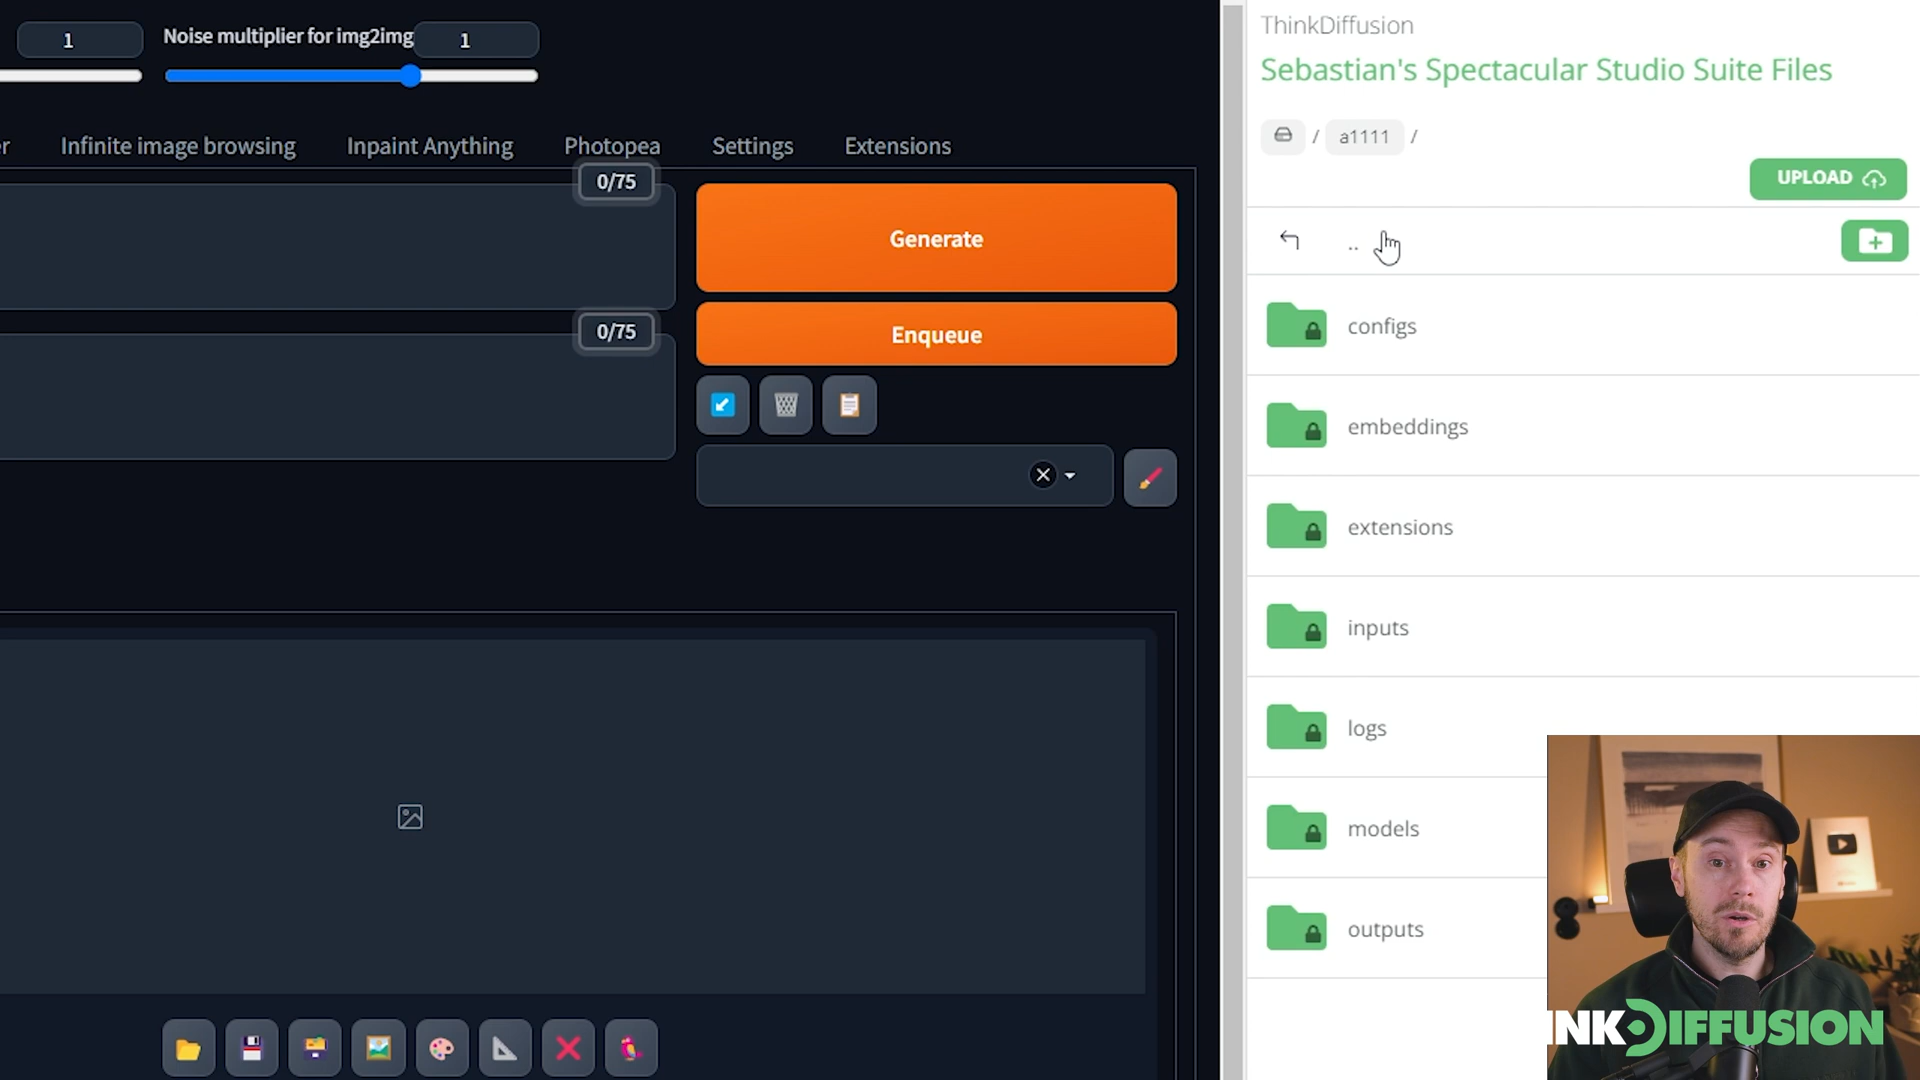 1
Noise multiplier for img2img
1
er
Infinite image browsing
Inpaint Anything
Photopea
Settings
Extensions
0/75
0/75
Generate
Enqueue
ThinkDiffusion
Sebastian's Spectacular Studio Suite Files
/ a1111 /
UPLOAD
..
configs
embeddings
extensions
inputs
logs
models
outputs
INKDIFFUSION